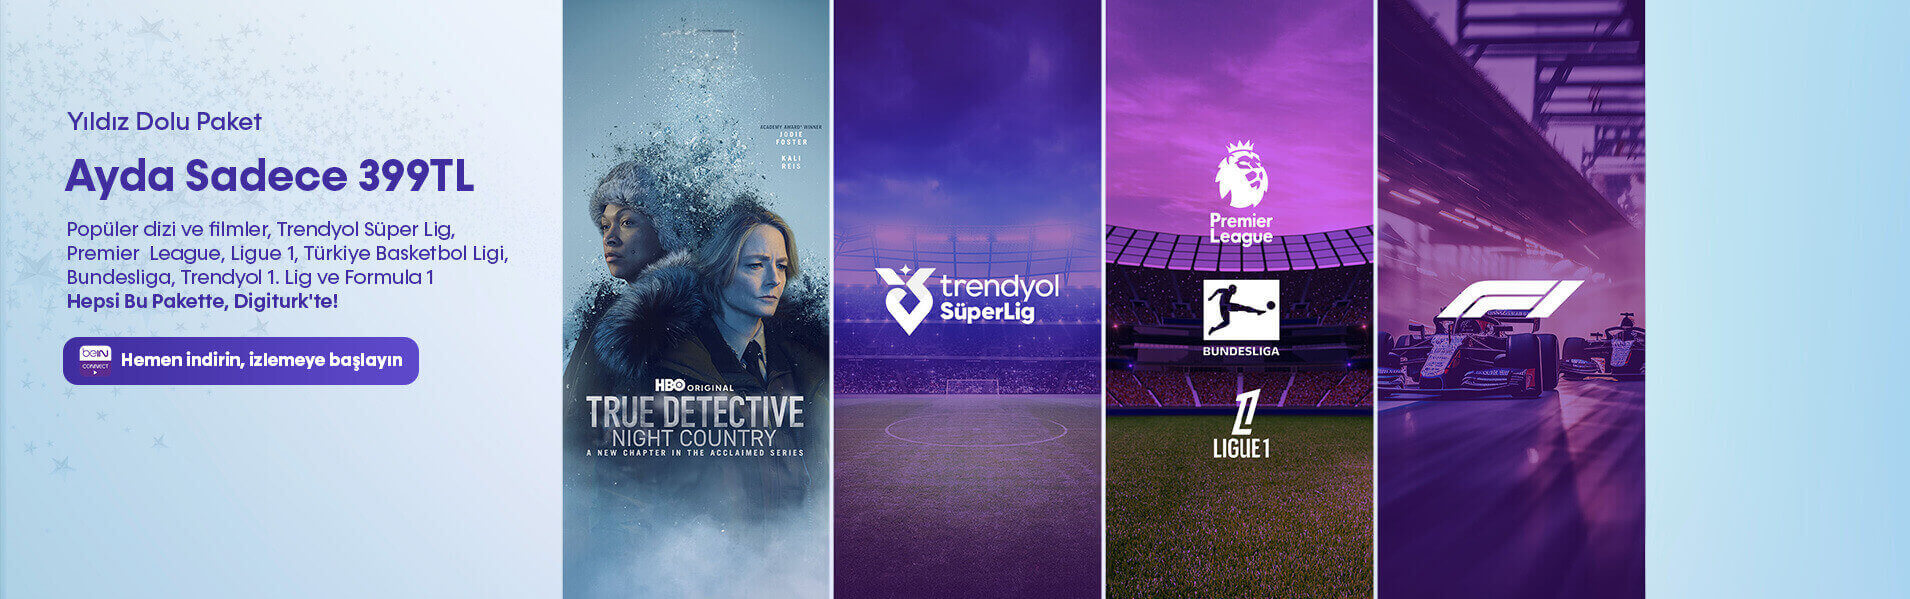 Yıldız Dolu Paket
Ayda Sadece 399TL
Popüler dizi ve filmler, Trendyol Süper Lig,
Premier League, Ligue 1, Türkiye Basketbol Ligi,
Bundesliga, Trendyol 1. Lig ve Formula 1
Hepsi Bu Pakette, Digiturk'te!
beIN
CONNECT
Hemen indirin, izlemeye başlayın
ACADEMY AWARD® WINNER
JODIE
FOSTER
KALI
REIS
HBO ORIGINAL
TRUE DETECTIVE
NIGHT COUNTRY
A NEW CHAPTER IN THE ACCLAIMED SERIES
trendyol
SüperLig
Premier
League
BUNDESLIGA
LIGUE 1
F1